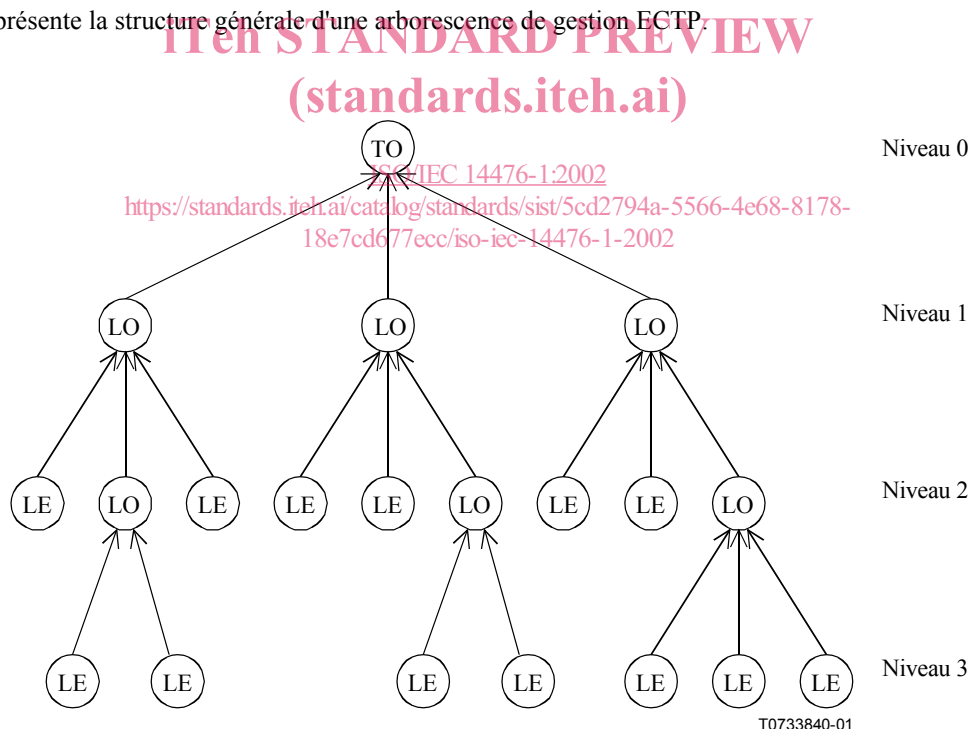 présente la structure générale d'une arborescence de gestion ECTP.
iTeh STANDARD PREVIEW
(standards.iteh.ai)
TO Niveau 0
ISO/IEC 14476-1:2002
https://standards.iteh.ai/catalog/standards/sist/5cd2794a-5566-4e68-8178-
18e7cd677ecc/iso-iec-14476-1-2002
LO LO LO Niveau 1
LE LO LE LE LE LO LE LE LO Niveau 2
LE LE LE LE LE LE LE Niveau 3
T0733840-01